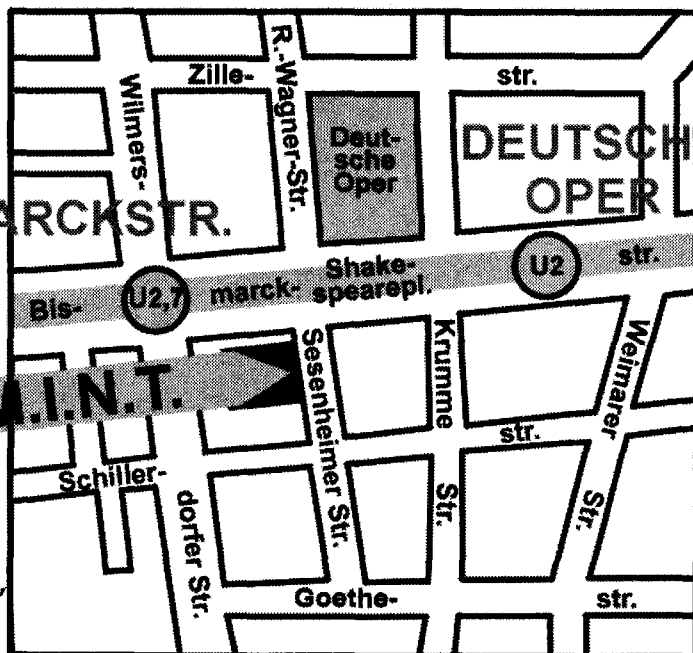 Zille-
str.
R.-Wagner-Str.
Wilmers-
Deut-
sche
Oper
DEUTSCH
OPER
ARCKSTR.
U2
str.
Shake-
spearepl.
marck-
U2,7
Bis-
Sesenheimer Str.
Krumme
Str.
Weimarer
Str.
.I.N.T.
str.
Schiller-
dorfer Str.
Goethe-
str.